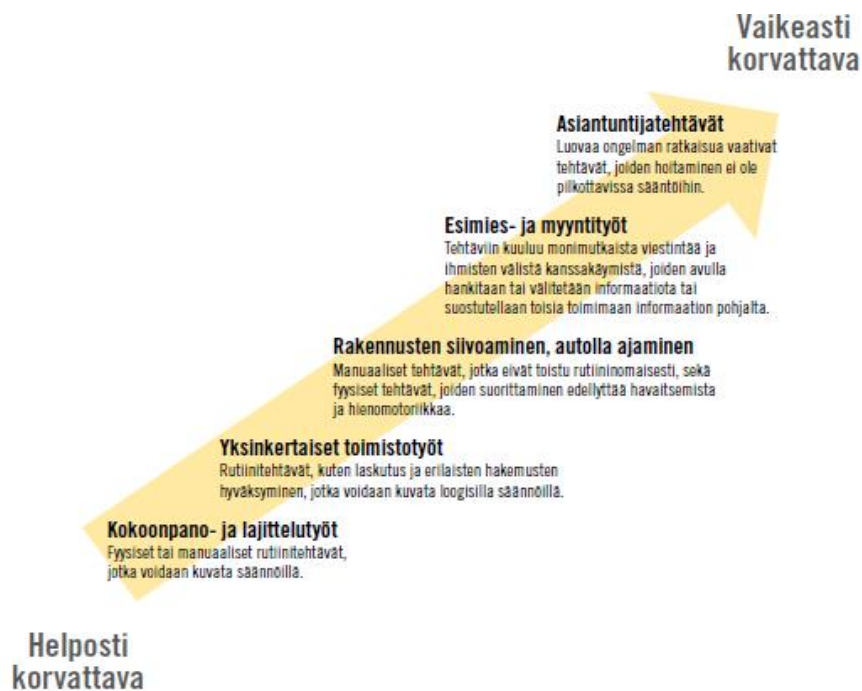 Vaikeasti
korvattava
Asiantuntijatehtävät
Luovaa ongelman ratkaisua vaativat
tehtävät, joiden hoitaminen ei ole
pilkottavissa sääntöihin.
Esimies- ja myyntityöt
Tehtäviin kuuluu monimutkaista viestintää ja
ihmisten välistä kanssakäymistä, joiden avulla
hankitaan tai välitetään informaatiota tai
suostutellaan toisia toimimaan informaation pohjalta.
Rakennusten siivoaminen, autolla ajaminen
Manuaaliset tehtävät, jotka eivät toistu rutiininomaisesti, sekä
fyysiset tehtävät, joiden suorittaminen edellyttää havaitsemista
ja hienomotoriikkaa.
Yksinkertaiset toimistotyöt
Rutiinitehtävät, kuten laskutus ja erilaisten hakemusten
hyväksyminen, jotka voidaan kuvata loogisilla säännöillä.
Kokoonpano- ja lajittelutyöt
Fyysiset tai manuaaliset rutiinitehtävät,
jotka voidaan kuvata säännöillä.
Helposti
korvattava